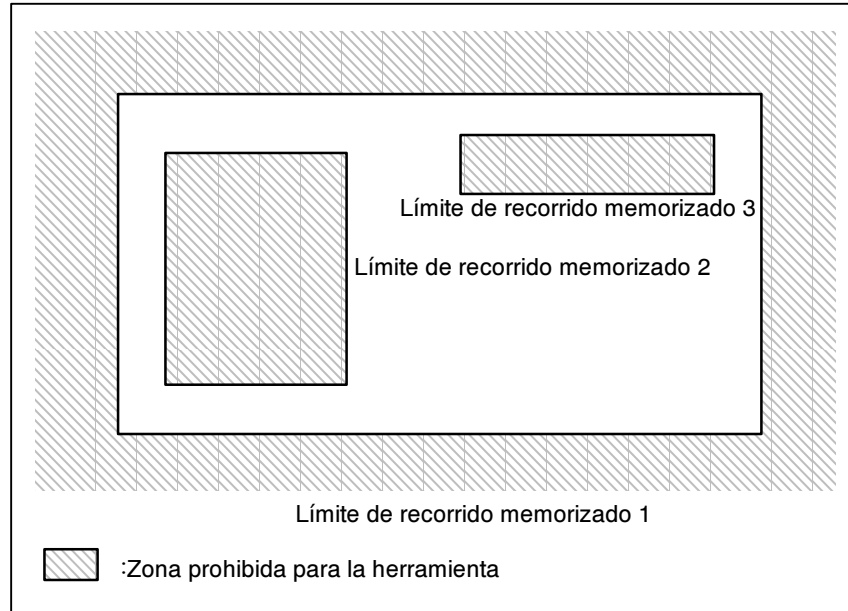 Límite de recorrido memorizado 3
Límite de recorrido memorizado 2
Límite de recorrido memorizado 1
:Zona prohibida para la herramienta